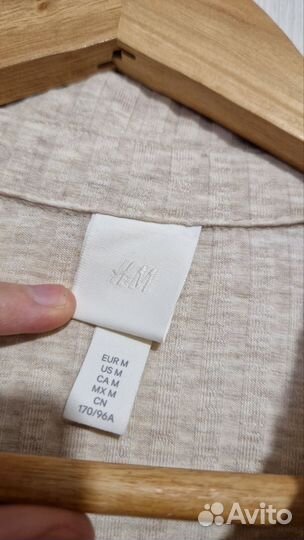 H&M
EUR M
US M
CA M
MX M
CN
170/96A
Avito